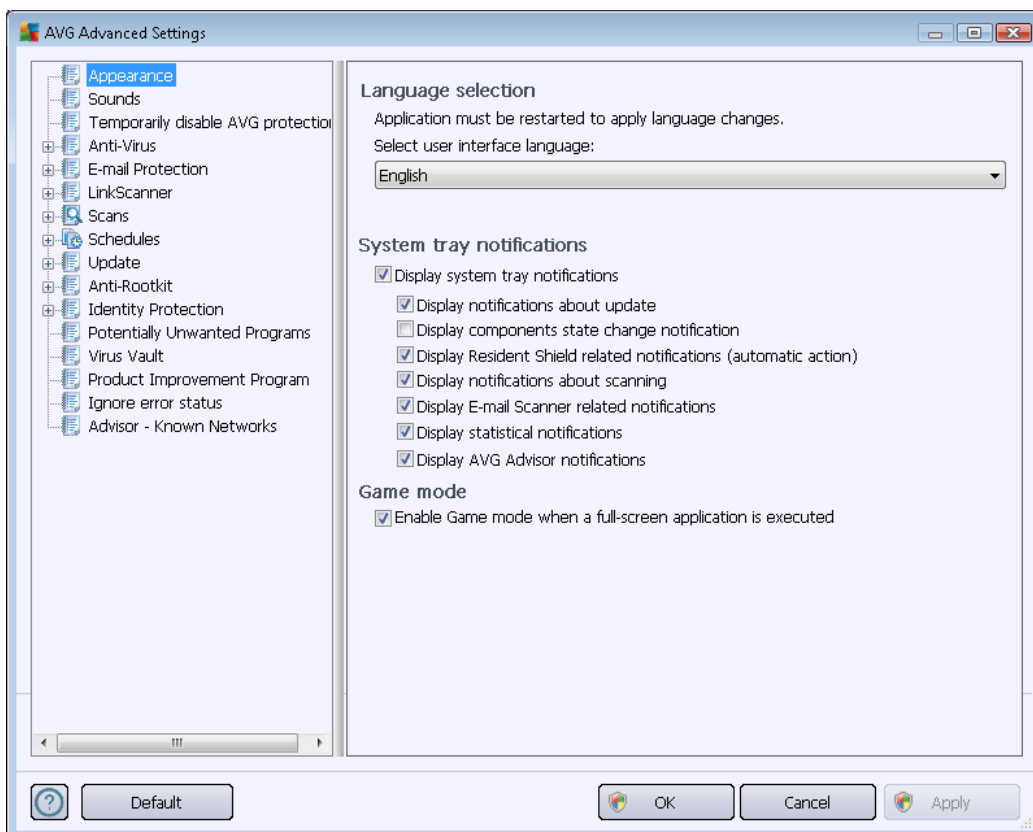 AVG Advanced Settings
Appearance
Sounds
Temporarily disable AVG protection
Anti-Virus
E-mail Protection
LinkScanner
Scans
Schedules
Update
Anti-Rootkit
Identity Protection
Potentially Unwanted Programs
Virus Vault
Product Improvement Program
Ignore error status
Advisor - Known Networks
Language selection
Application must be restarted to apply language changes.
Select user interface language:
English
System tray notifications
Display system tray notifications
Display notifications about update
Display components state change notification
Display Resident Shield related notifications (automatic action)
Display notifications about scanning
Display E-mail Scanner related notifications
Display statistical notifications
Display AVG Advisor notifications
Game mode
Enable Game mode when a full-screen application is executed
?
Default
OK
Cancel
Apply